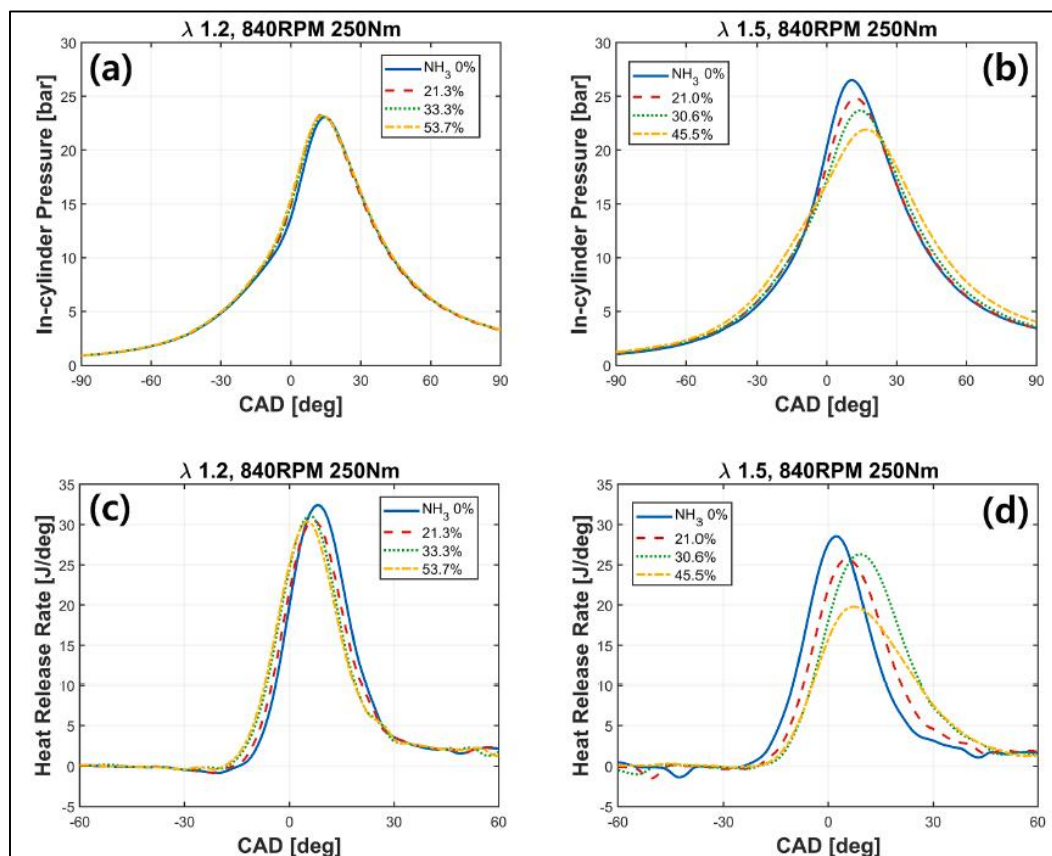 λ 1.2, 840RPM 250Nm
(a)
NH₃ 0%
21.3%
33.3%
53.7%
In-cylinder Pressure [bar]
30
25
20
15
10
5
0
-90 -60 -30 0 30 60 90
CAD [deg]
λ 1.5, 840RPM 250Nm
(b)
NH₃ 0%
21.0%
30.6%
45.5%
In-cylinder Pressure [bar]
30
25
20
15
10
5
0
-90 -60 -30 0 30 60 90
CAD [deg]
λ 1.2, 840RPM 250Nm
(c)
NH₃ 0%
21.3%
33.3%
53.7%
Heat Release Rate [J/deg]
35
30
25
20
15
10
5
0
-5
-60 -30 0 30 60
CAD [deg]
λ 1.5, 840RPM 250Nm
(d)
NH₃ 0%
21.0%
30.6%
45.5%
Heat Release Rate [J/deg]
35
30
25
20
15
10
5
0
-5
-60 -30 0 30 60
CAD [deg]